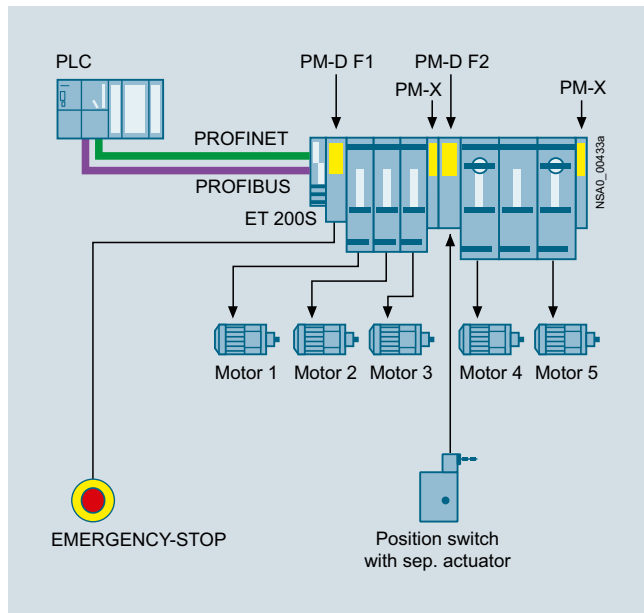 PLC
PM-D F1
PM-D F2
PM-X
PM-X
PROFINET
PROFIBUS
ET 200S
NSA0_00433a
Motor 1
Motor 2
Motor 3
Motor 4
Motor 5
EMERGENCY-STOP
Position switch
with sep. actuator